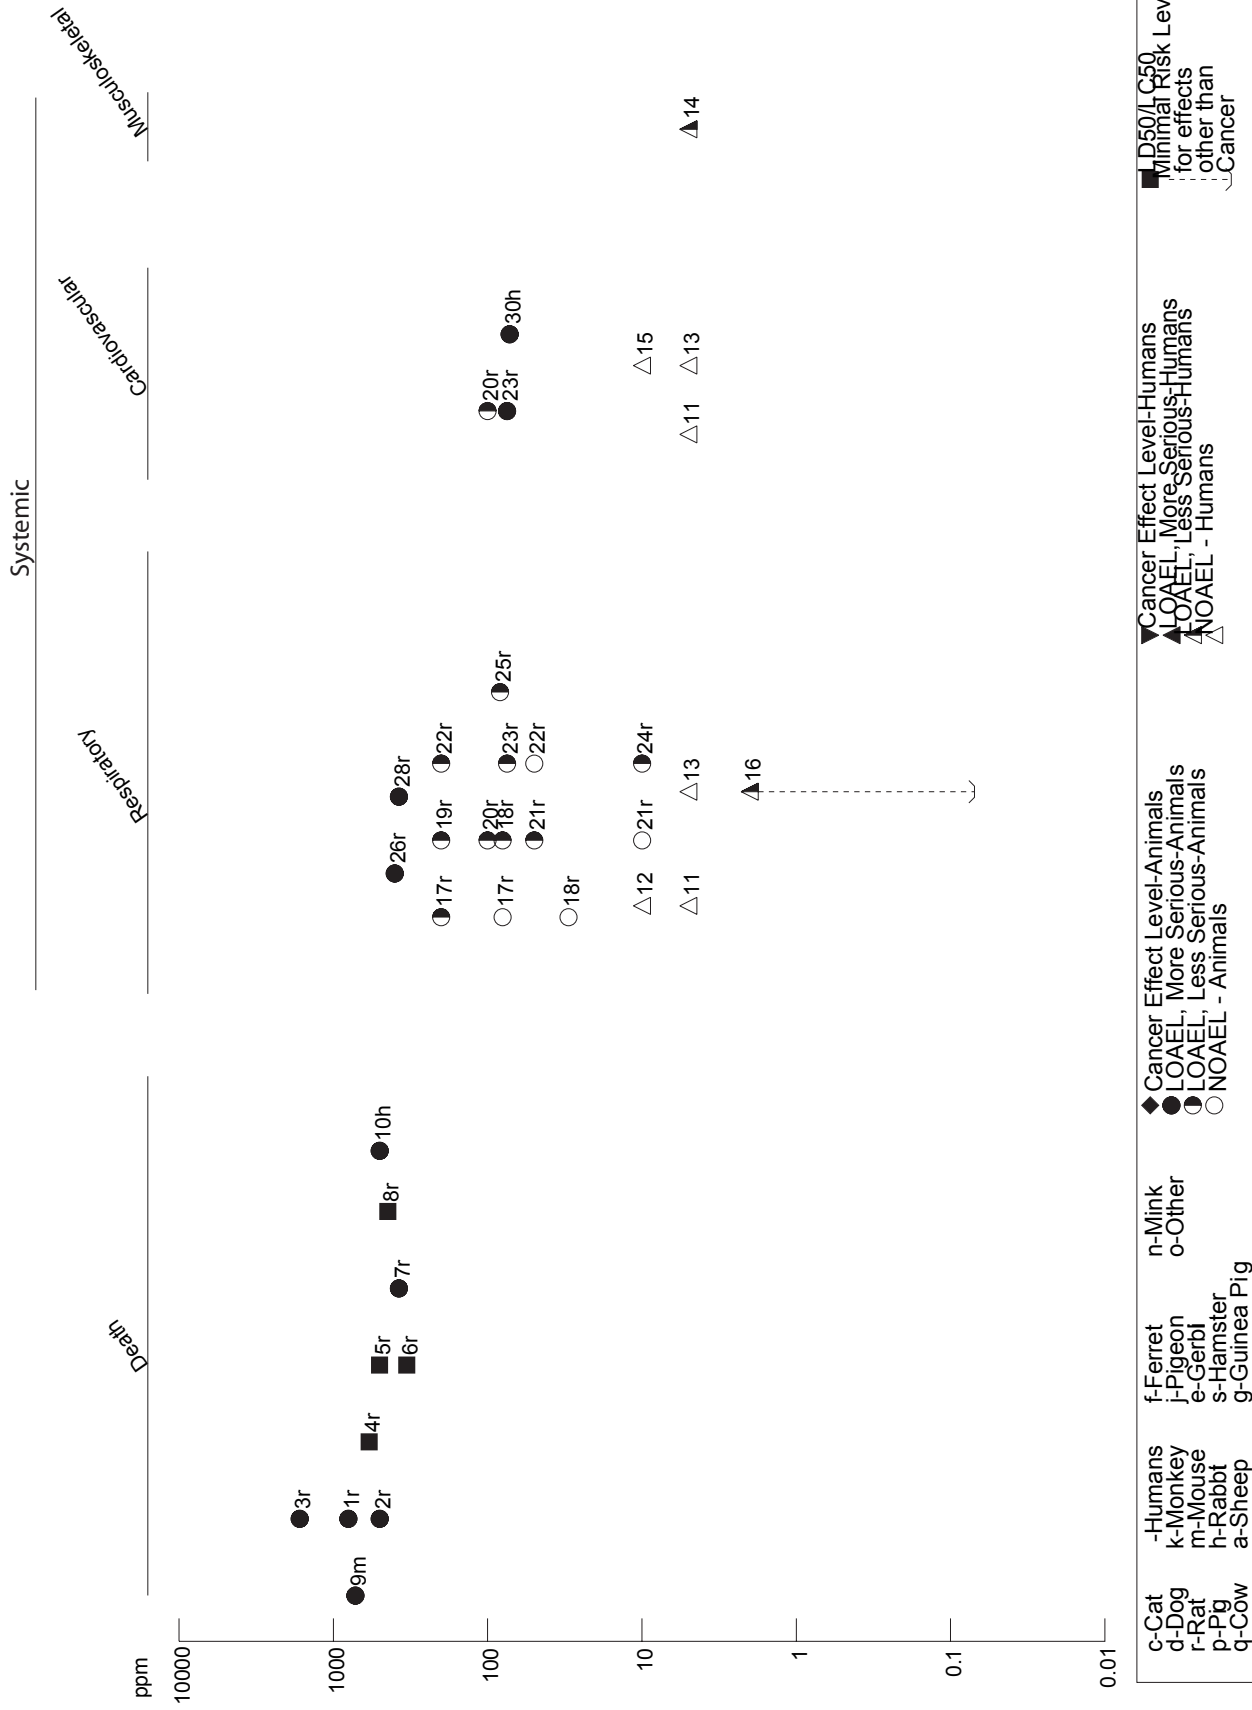 Systemic
Death
Respiratory
Cardiovascular
Musculoskeletal
ppm
10000
1000
100
10
1
0.1
0.01
9m
3r
1r
2r
4r
5r
6r
7r
8r
10h
26r
28r
17r
19r
22r
25r
20r
17r
18r
23r
21r
22r
18r
12
21r
24r
11
13
16
20r
23r
30h
15
11
13
14
c-Cat
d-Dog
r-Rat
p-Pig
q-Cow
-Humans
k-Monkey
m-Mouse
h-Rabbt
a-Sheep
f-Ferret
j-Pigeon
e-Gerbl
s-Hamster
g-Guinea Pig
n-Mink
o-Other
Cancer Effect Level-Animals
LOAEL, More Serious-Animals
LOAEL, Less Serious-Animals
NOAEL - Animals
Cancer Effect Level-Humans
LOAEL, More Serious-Humans
LOAEL, Less Serious-Humans
NOAEL - Humans
LD50/LC50
Minimal Risk Lev
for effects
other than
Cancer